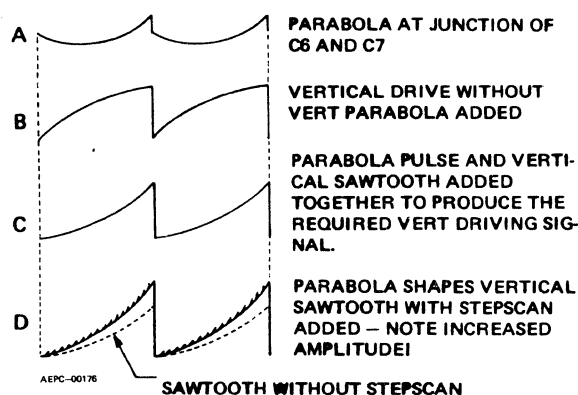 A
PARABOLA AT JUNCTION OF
C6 AND C7
B
VERTICAL DRIVE WITHOUT
VERT PARABOLA ADDED
C
PARABOLA PULSE AND VERTI-
CAL SAWTOOTH ADDED
TOGETHER TO PRODUCE THE
REQUIRED VERT DRIVING SIG-
NAL.
D
PARABOLA SHAPES VERTICAL
SAWTOOTH WITH STEPSCAN
ADDED – NOTE INCREASED
AMPLITUDE!
AEPC-00176
SAWTOOTH WITHOUT STEPSCAN